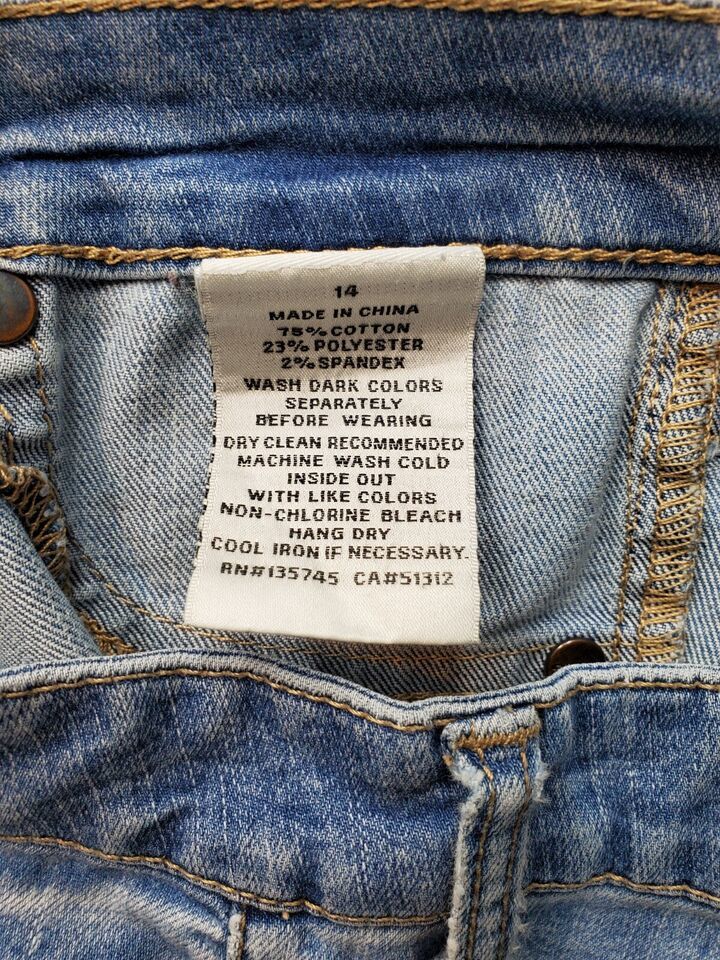 14
MADE IN CHINA
75% COTTON
23% POLYESTER
2% SPANDEX
WASH DARK COLORS
SEPARATELY
BEFORE WEARING
DRY CLEAN RECOMMENDED
MACHINE WASH COLD
INSIDE OUT
WITH LIKE COLORS
NON-CHLORINE BLEACH
HANG DRY
COOL IRON IF NECESSARY.
RN#135745 CA#51312